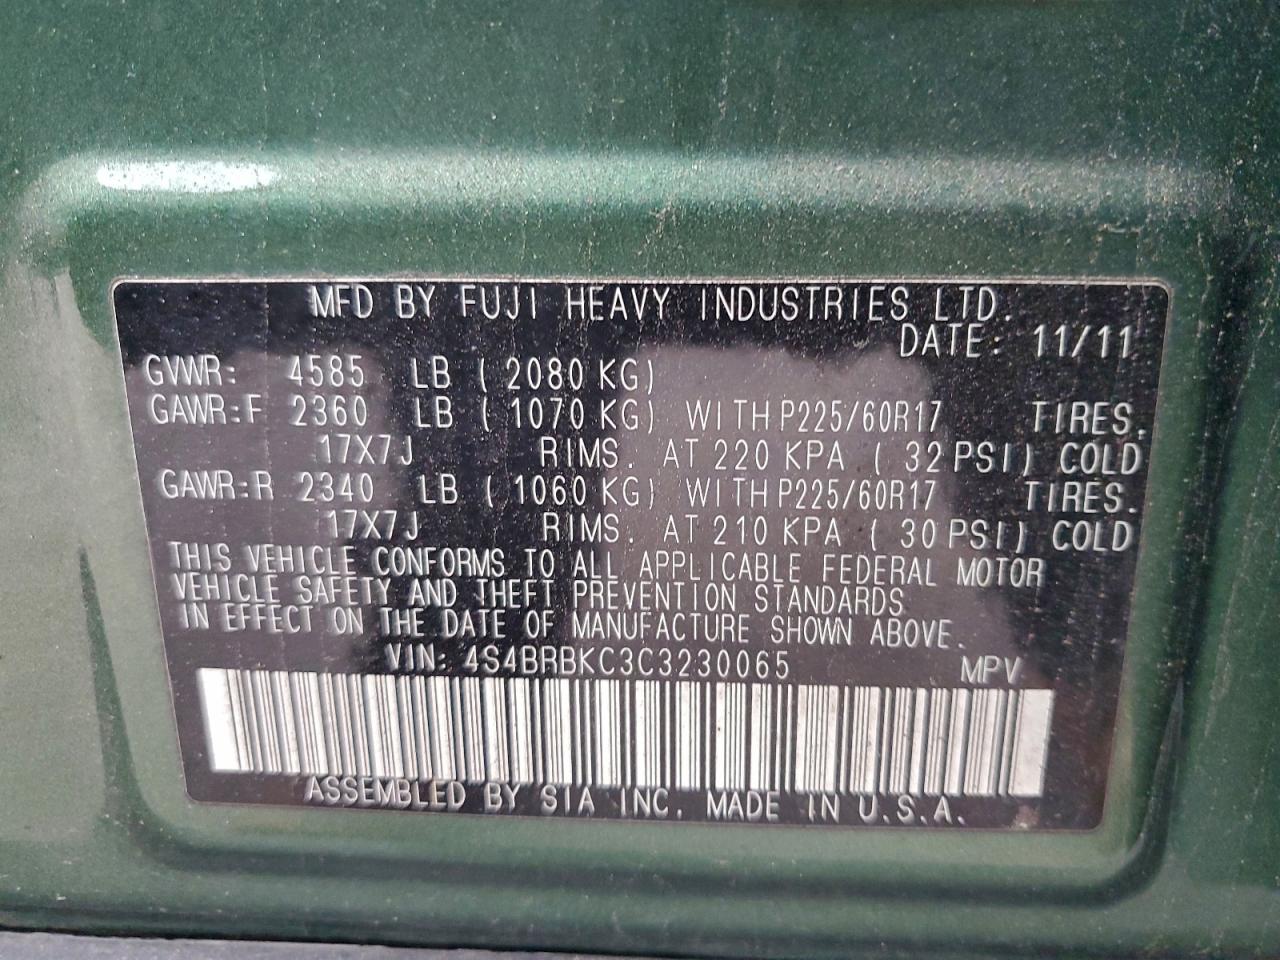 MFD BY FUJI HEAVY INDUSTRIES LTD.
DATE: 11/11
GVWR: 4585 LB ( 2080 KG)
GAWR:F 2360 LB ( 1070 KG) WITH P225/60R17 TIRES.
17X7J RIMS. AT 220 KPA ( 32 PSI) COLD
GAWR:R 2340 LB ( 1060 KG) WITH P225/60R17 TIRES.
17X7J RIMS. AT 210 KPA ( 30 PSI) COLD
THIS VEHICLE CONFORMS TO ALL APPLICABLE FEDERAL MOTOR
VEHICLE SAFETY AND THEFT PREVENTION STANDARDS
IN EFFECT ON THE DATE OF MANUFACTURE SHOWN ABOVE.
VIN: 4S4BRBKC3C3230065 MPV
ASSEMBLED BY SIA INC. MADE IN U.S.A.